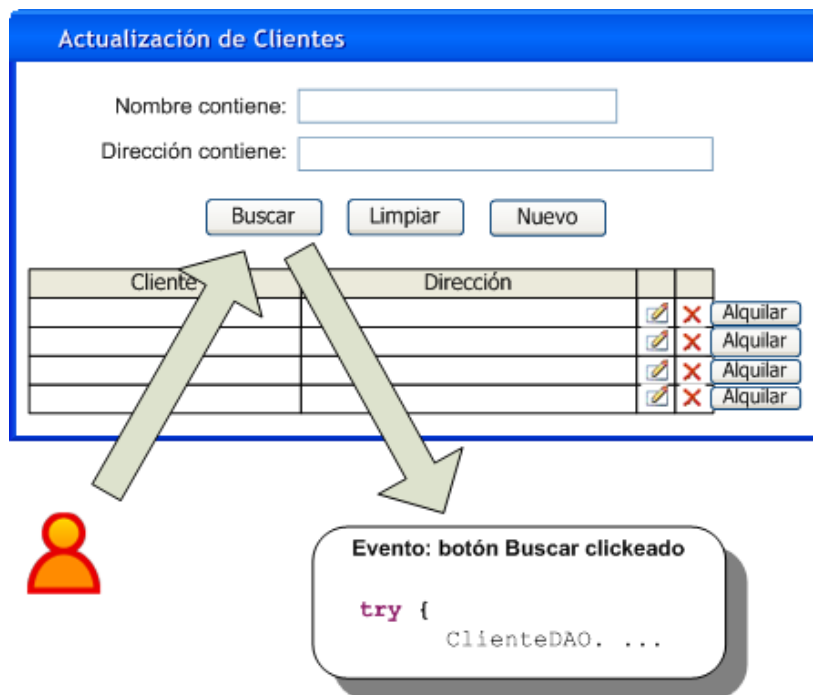 Actualización de Clientes
Nombre contiene:
Dirección contiene:
Buscar Limpiar Nuevo
Cliente Dirección
Alquilar
Alquilar
Alquilar
Alquilar
Evento: botón Buscar clickeado
try {
ClienteDAO. ...